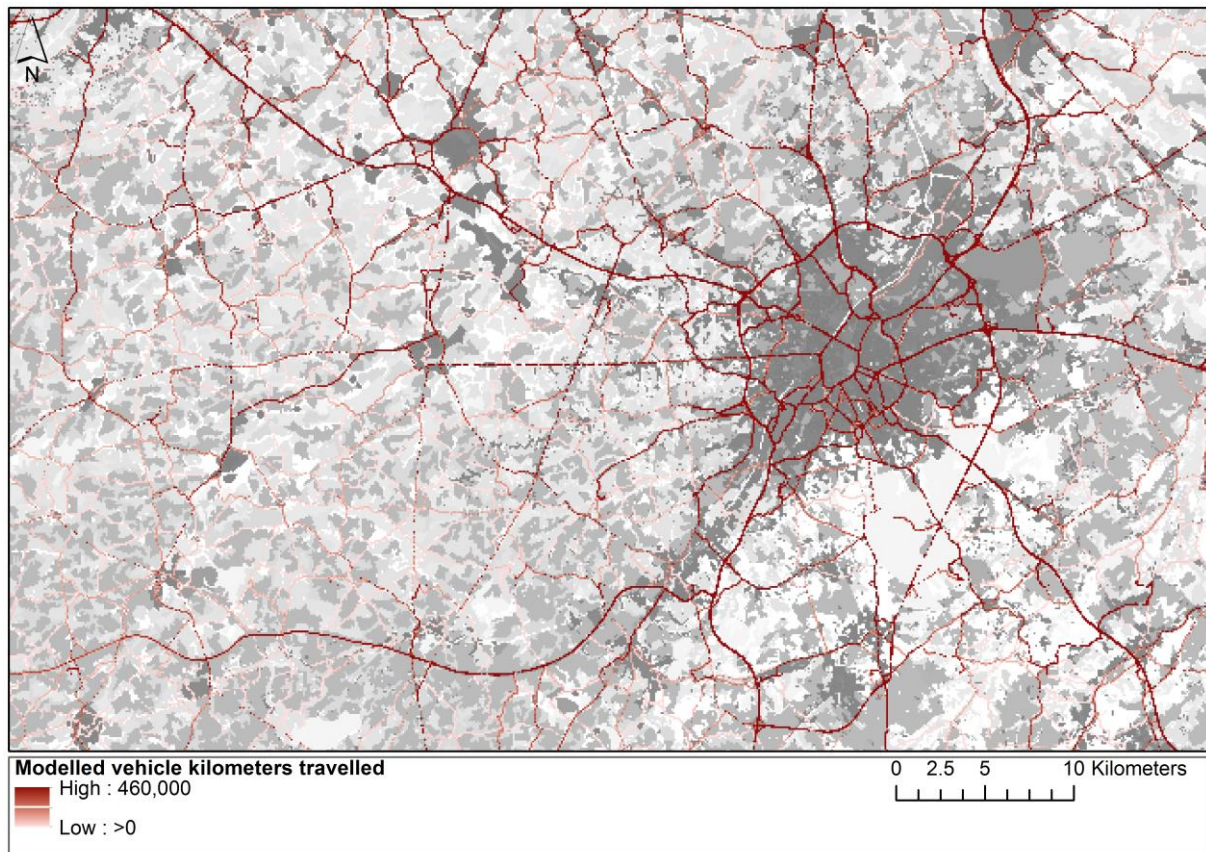 N
Modelled vehicle kilometers travelled
High : 460,000
Low : >0
0 2.5 5 10 Kilometers